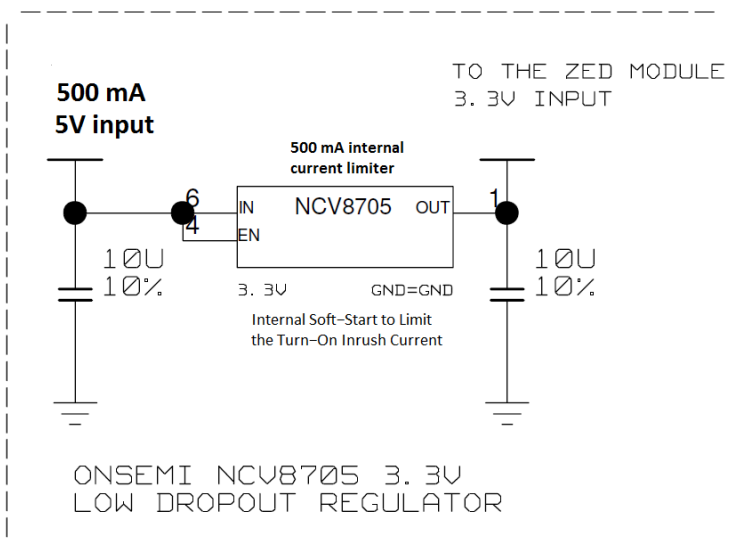 TO THE ZED MODULE
3.3V INPUT
500 mA
5V input
500 mA internal
current limiter
6
IN
NCV8705
OUT
1
4
EN
10U
10%
3.3V
GND=GND
10U
10%
Internal Soft−Start to Limit
the Turn−On Inrush Current
ONSEMI NCV8705 3.3V
LOW DROPOUT REGULATOR